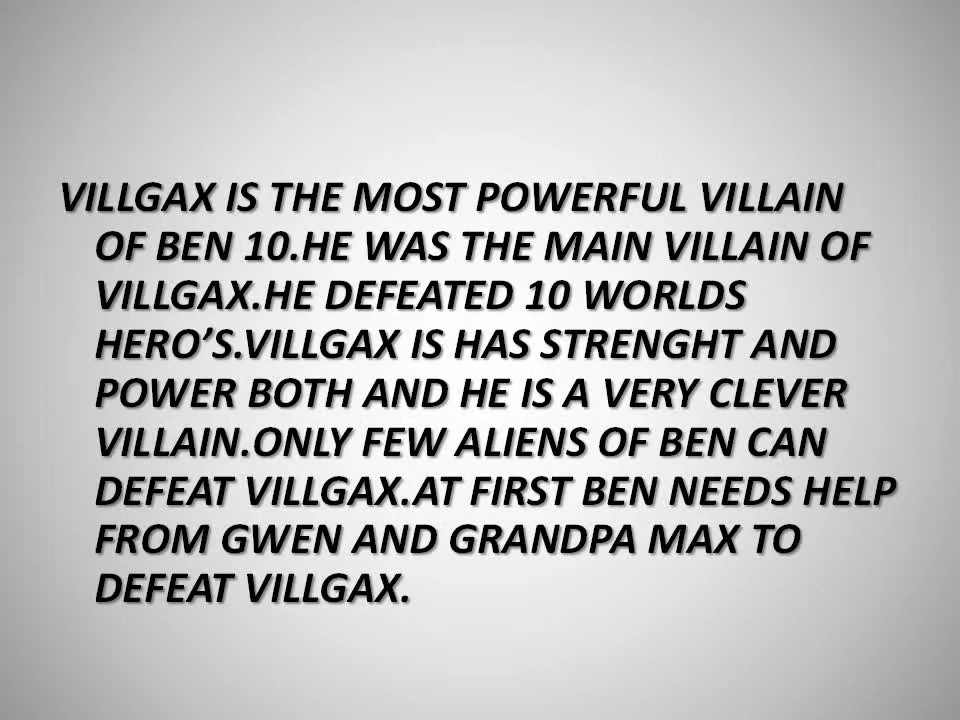 VILLGAX IS THE MOST POWERFUL VILLAIN
OF BEN 10.HE WAS THE MAIN VILLAIN OF
VILLGAX.HE DEFEATED 10 WORLDS
HERO’S.VILLGAX IS HAS STRENGHT AND
POWER BOTH AND HE IS A VERY CLEVER
VILLAIN.ONLY FEW ALIENS OF BEN CAN
DEFEAT VILLGAX.AT FIRST BEN NEEDS HELP
FROM GWEN AND GRANDPA MAX TO
DEFEAT VILLGAX.